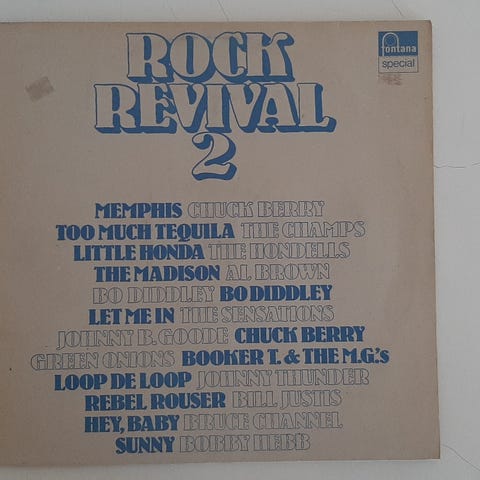 ROCK
REVIVAL
2
fontana
special
MEMPHIS CHUCK BERRY
TOO MUCH TEQUILA THE CHAMPS
LITTLE HONDA THE HONDELLS
THE MADISON AL BROWN
BO DIDDLEY BO DIDDLEY
LET ME IN THE SENSATIONS
JOHNNY B. GOODE CHUCK BERRY
GREEN ONIONS BOOKER T. & THE M.G.'s
LOOP DE LOOP JOHNNY THUNDER
REBEL ROUSER BILL JUSTIS
HEY, BABY BRUCE CHANNEL
SUNNY BOBBY HEBB